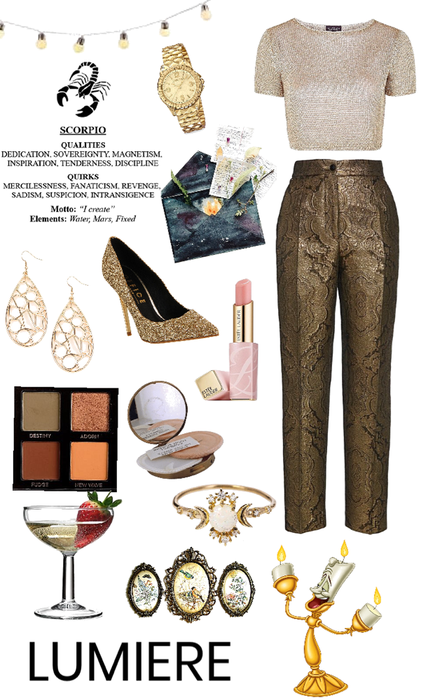 SCORPIO
QUALITIES
DEDICATION, SOVEREIGNTY, MAGNETISM,
INSPIRATION, TENDERNESS, DISCIPLINE
QUIRKS
MERCILESSNESS, FANATICISM, REVENGE,
SADISM, SUSPICION, INTRANSIGENCE
Motto: “I create”
Elements: Water, Mars, Fixed
DESTINY
ADORN
FUDGE
NEW WAVE
LUMIERE